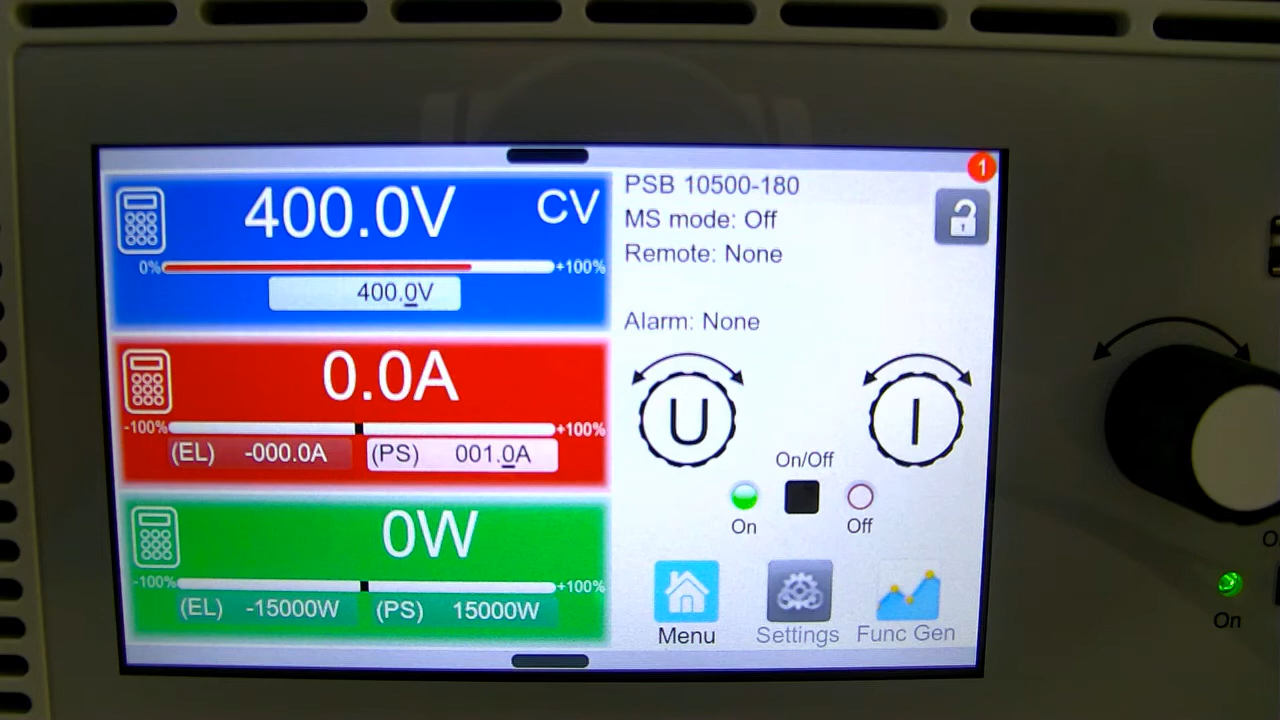 400.0V CV
0% +100%
400.0V
0.0A
-100% +100%
(EL) -000.0A (PS) 001.0A
0W
-100% +100%
(EL) -15000W (PS) 15000W
1
PSB 10500-180
MS mode: Off
Remote: None
Alarm: None
U I
On/Off
On Off
Menu Settings Func Gen
On